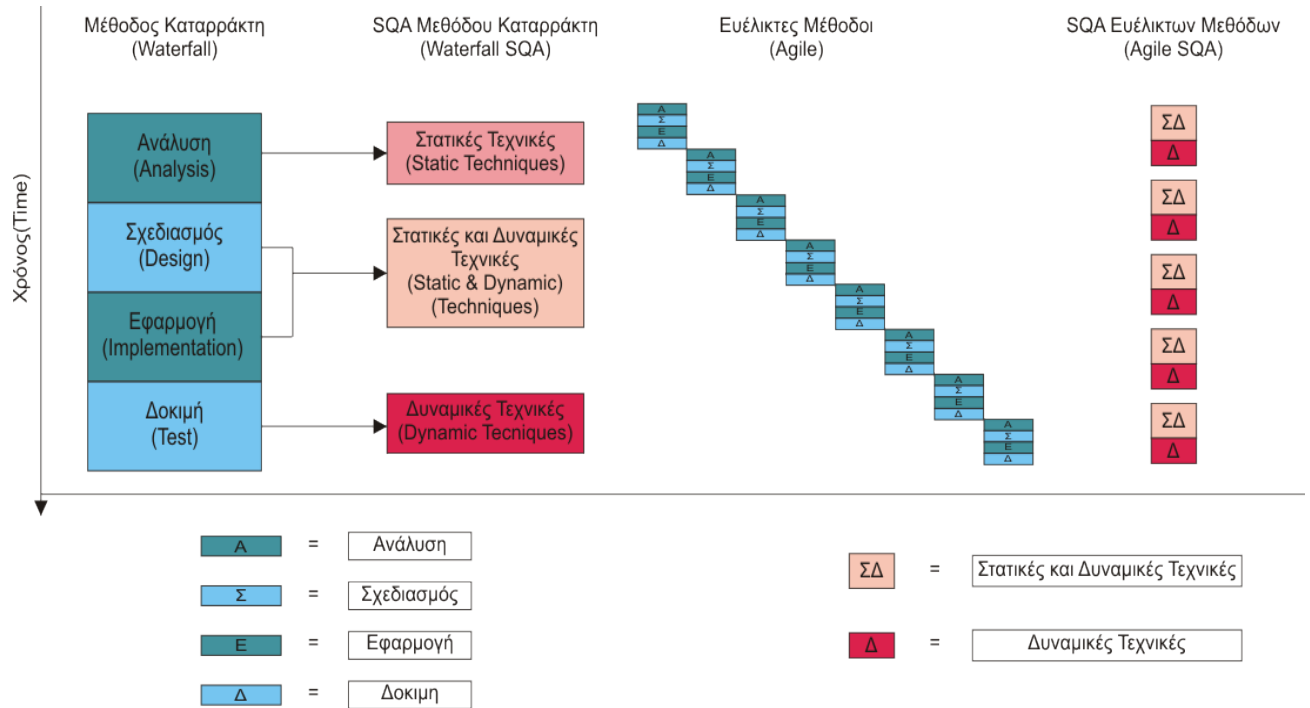 Μέθοδος Καταρράκτη
(Waterfall)
SQA Μεθόδου Καταρράκτη
(Waterfall SQA)
Ευέλικτες Μέθοδοι
(Agile)
SQA Ευέλικτων Μεθόδων
(Agile SQA)
Χρόνος(Time)
Ανάλυση
(Analysis)
Σχεδιασμός
(Design)
Εφαρμογή
(Implementation)
Δοκιμή
(Test)
Στατικές Τεχνικές
(Static Techniques)
Στατικές και Δυναμικές
Τεχνικές
(Static & Dynamic)
(Techniques)
Δυναμικές Τεχνικές
(Dynamic Tecniques)
Α
Σ
Ε
Δ
Α
Σ
Ε
Δ
Α
Σ
Ε
Δ
Α
Σ
Ε
Δ
Α
Σ
Ε
Δ
Α
Σ
Ε
Δ
Α
Σ
Ε
Δ
Α
Σ
Ε
Δ
ΣΔ
Δ
ΣΔ
Δ
ΣΔ
Δ
ΣΔ
Δ
ΣΔ
Δ
Α = Ανάλυση
Σ = Σχεδιασμός
Ε = Εφαρμογή
Δ = Δοκιμη
ΣΔ = Στατικές και Δυναμικές Τεχνικές
Δ = Δυναμικές Τεχνικές